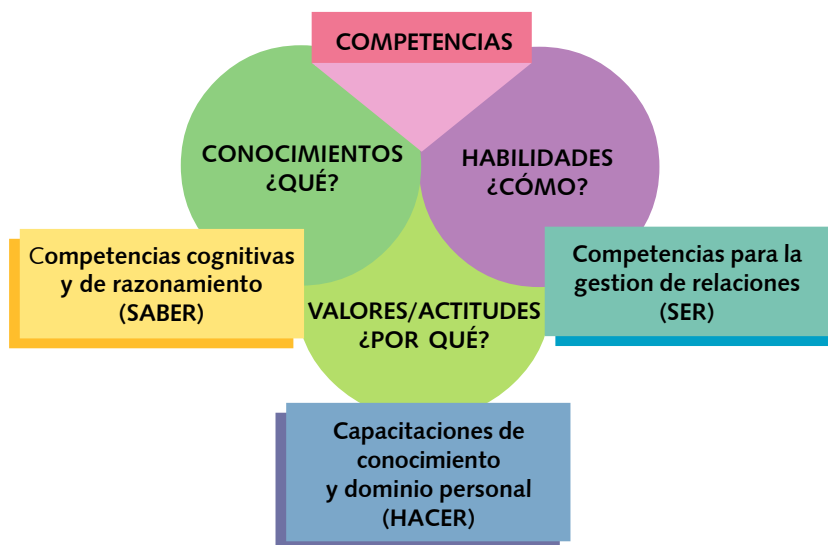 COMPETENCIAS
CONOCIMIENTOS
¿QUÉ?
HABILIDADES
¿CÓMO?
Competencias cognitivas
y de razonamiento
(SABER)
VALORES/ACTITUDES
¿POR QUÉ?
Competencias para la
gestion de relaciones
(SER)
Capacitaciones de
conocimiento
y dominio personal
(HACER)